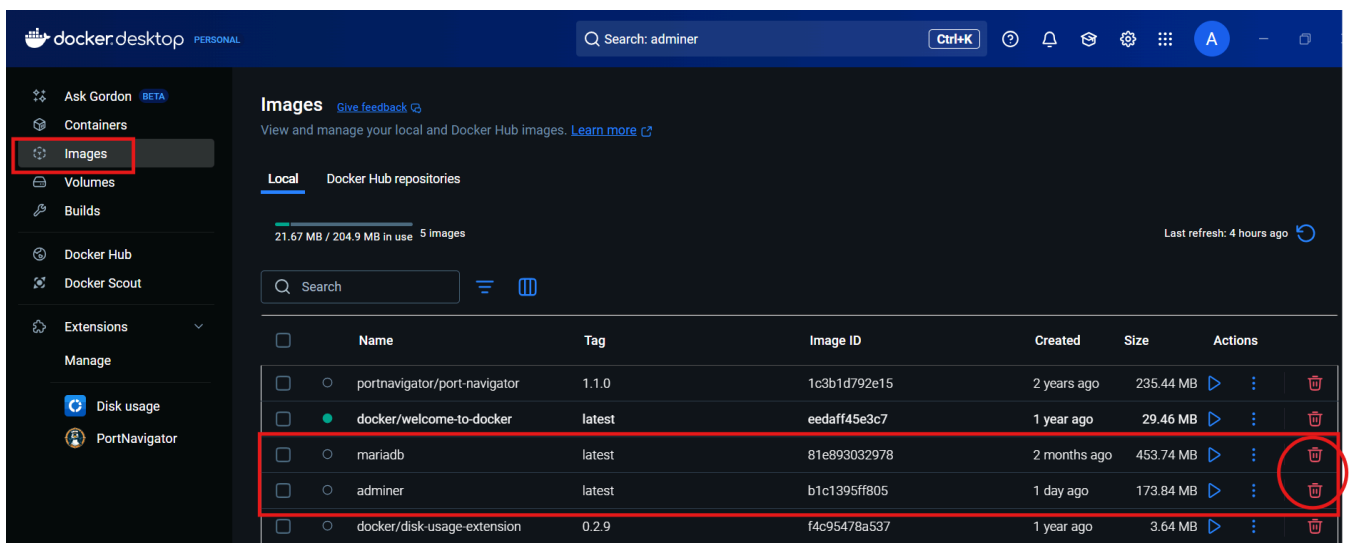 docker.desktop PERSONAL Search: adminer Ctrl+K A
Ask Gordon BETA
Containers
Images
Volumes
Builds
Docker Hub
Docker Scout
Extensions
Manage
Disk usage
PortNavigator
Images Give feedback
View and manage your local and Docker Hub images. Learn more
Local Docker Hub repositories
21.67 MB / 204.9 MB in use 5 images Last refresh: 4 hours ago
Search
Name Tag Image ID Created Size Actions
portnavigator/port-navigator 1.1.0 1c3b1d792e15 2 years ago 235.44 MB
docker/welcome-to-docker latest eedaff45e3c7 1 year ago 29.46 MB
mariadb latest 81e893032978 2 months ago 453.74 MB
adminer latest b1c1395ff805 1 day ago 173.84 MB
docker/disk-usage-extension 0.2.9 f4c95478a537 1 year ago 3.64 MB